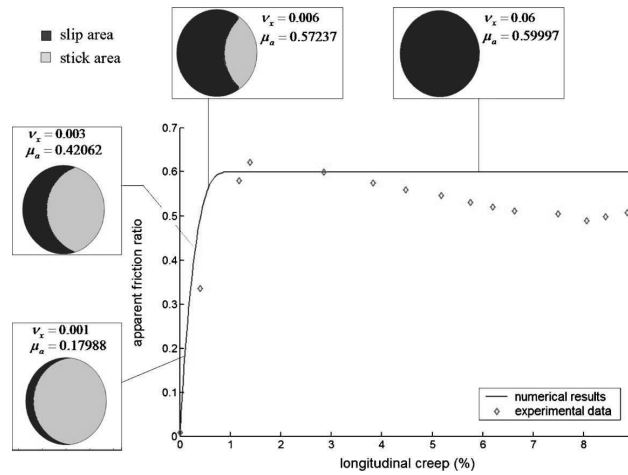 slip area
stick area
νx = 0.006
μa = 0.57237
νx = 0.06
μa = 0.59997
νx = 0.003
μa = 0.42062
νx = 0.001
μa = 0.17988
apparent friction ratio
0.7
0.6
0.5
0.4
0.3
0.2
0.1
0
0 1 2 3 4 5 6 7 8
longitudinal creep (%)
numerical results
experimental data